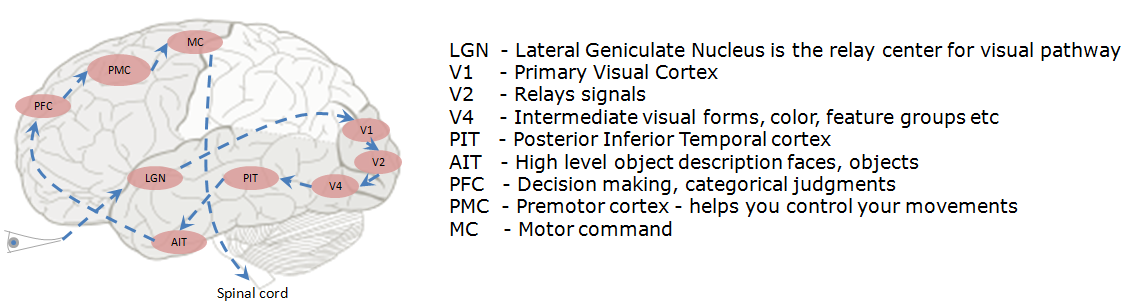 MC
PMC
PFC
V1
V2
LGN
PIT
V4
AIT
Spinal cord
LGN - Lateral Geniculate Nucleus is the relay center for visual pathway
V1 - Primary Visual Cortex
V2 - Relays signals
V4 - Intermediate visual forms, color, feature groups etc
PIT - Posterior Inferior Temporal cortex
AIT - High level object description faces, objects
PFC - Decision making, categorical judgments
PMC - Premotor cortex - helps you control your movements
MC - Motor command